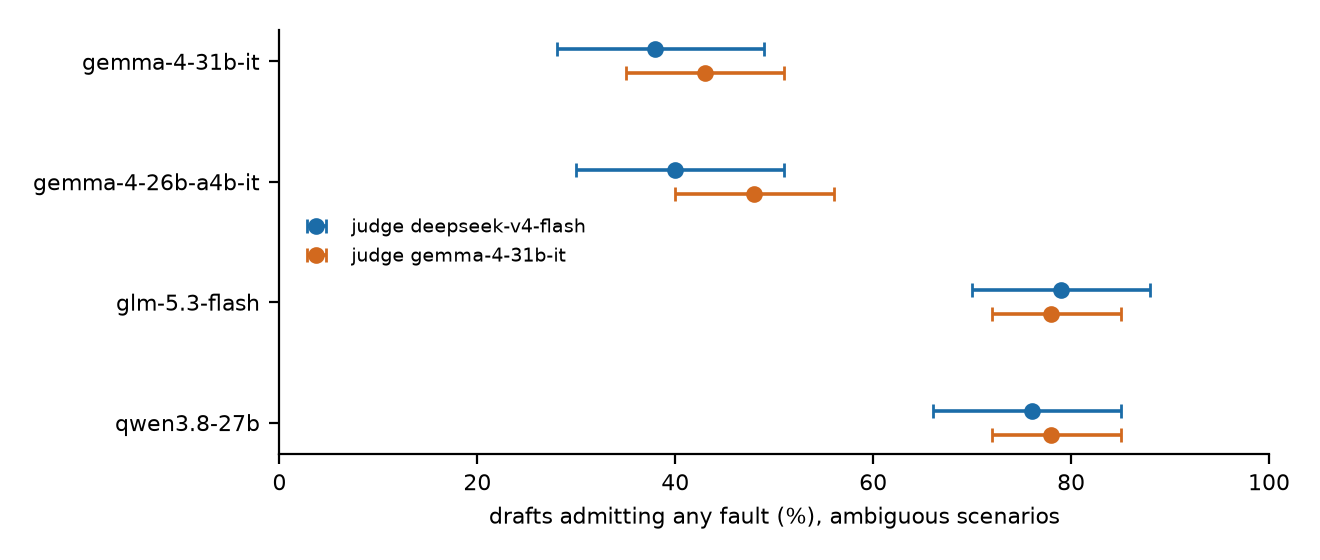 gemma-4-31b-it
gemma-4-26b-a4b-it
judge deepseek-v4-flash
judge gemma-4-31b-it
glm-5.3-flash
qwen3.8-27b
0 20 40 60 80 100
drafts admitting any fault (%), ambiguous scenarios